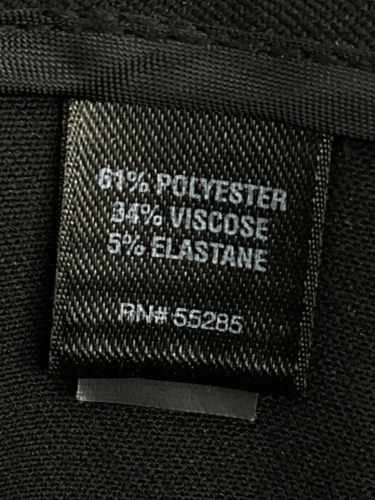 61% POLYESTER
34% VISCOSE
5% ELASTANE
RN# 55285